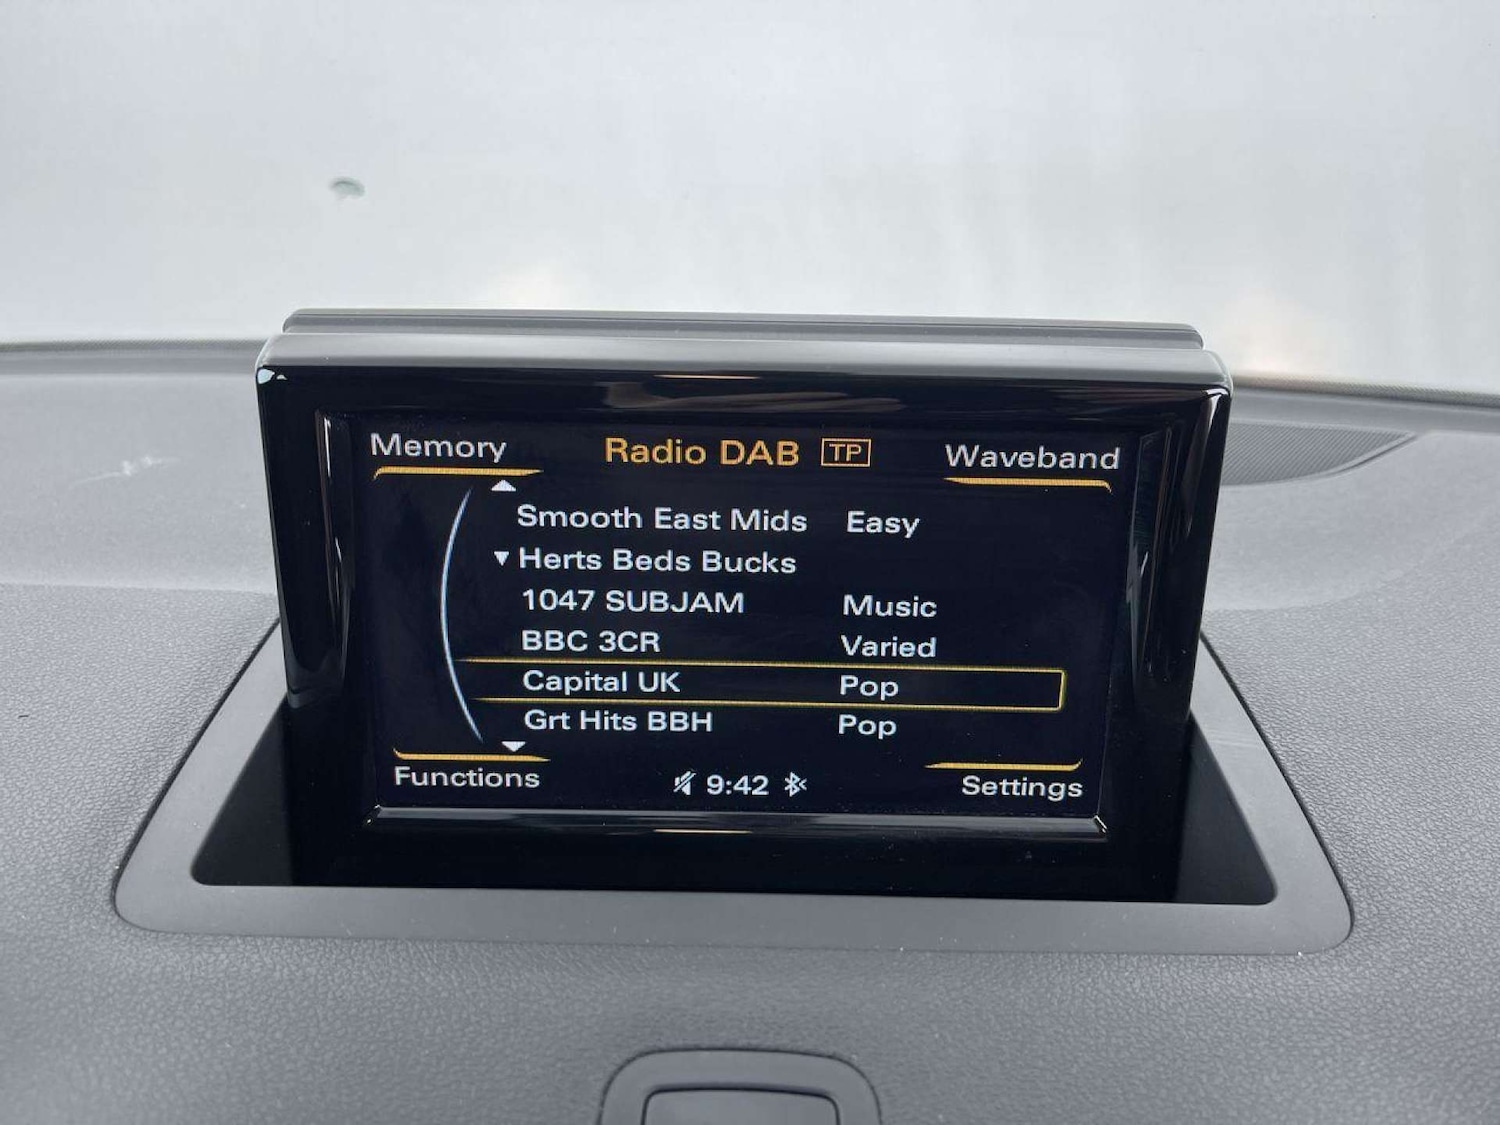 Memory Radio DAB TP Waveband
Smooth East Mids Easy
Herts Beds Bucks
1047 SUBJAM Music
BBC 3CR Varied
Capital UK Pop
Grt Hits BBH Pop
Functions 9:42 Settings